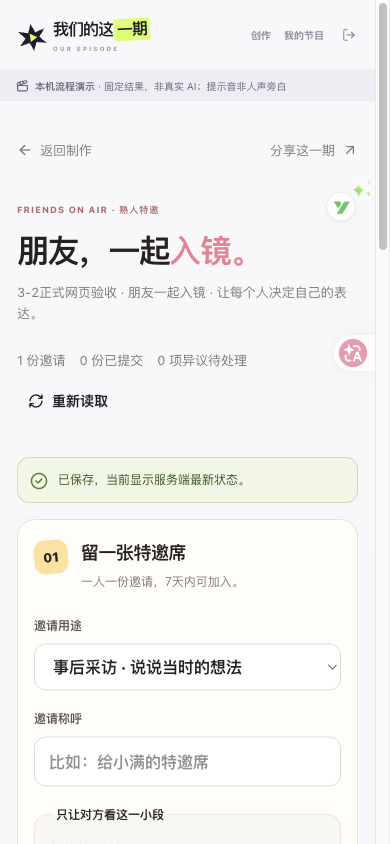 我们的这一期
OUR EPISODE
创作
我的节目
本机流程演示 · 固定结果，非真实 AI；提示音非人声旁白
返回制作
分享这一期
FRIENDS ON AIR · 熟人特邀
朋友，一起入镜。
3-2正式网页验收 · 朋友一起入镜 · 让每个人决定自己的表
达。
1 份邀请 0 份已提交 0 项异议待处理
重新读取
已保存，当前显示服务端最新状态。
01
留一张特邀席
一人一份邀请，7天内可加入。
邀请用途
事后采访 · 说说当时的想法
邀请称呼
比如：给小满的特邀席
只让对方看这一小段